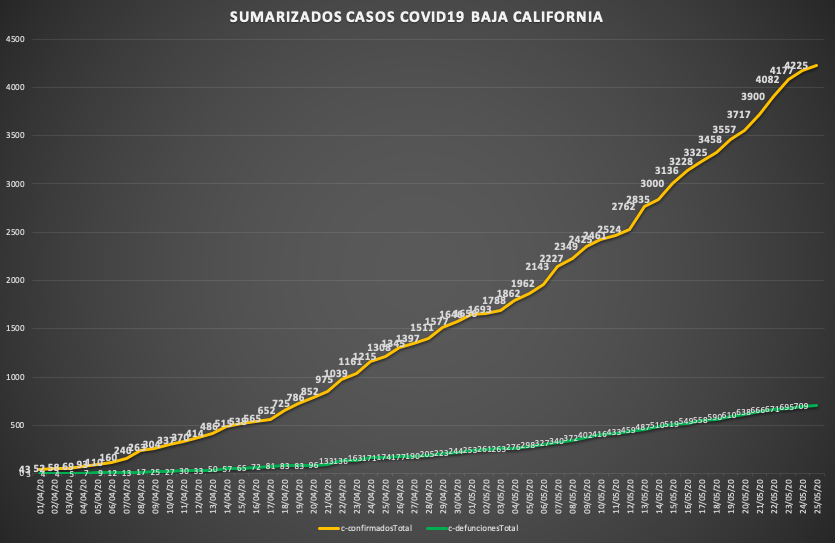 SUMARIZADOS CASOS COVID19 BAJA CALIFORNIA
4500
4000
3500
3000
2500
2000
1500
1000
500
0
43 52 58 69 93 110 160 240 263 304 337 370 414 486 519 538 565 652 725 786 852 975 1039 1161 1215 1308 1345 1397 1511 1577 1646 1656 1693 1788 1862 1962 2143 2227 2349 2425 2461 2524 2762 2835 3000 3136 3228 3325 3458 3557 3717 3900 4082 4177 4225
3 4 4 5 7 9 12 13 17 25 27 30 33 50 57 65 72 81 83 83 96 133 136 163 171 174 177 190 205 223 244 253 261 263 276 298 327 340 372 402 416 433 459 487 510 519 549 558 590 610 638 666 671 695 709
01/04/20 02/04/20 03/04/20 04/04/20 05/04/20 06/04/20 07/04/20 08/04/20 09/04/20 10/04/20 11/04/20 12/04/20 13/04/20 14/04/20 15/04/20 16/04/20 17/04/20 18/04/20 19/04/20 20/04/20 21/04/20 22/04/20 23/04/20 24/04/20 25/04/20 26/04/20 27/04/20 28/04/20 29/04/20 30/04/20 01/05/20 02/05/20 03/05/20 04/05/20 05/05/20 06/05/20 07/05/20 08/05/20 09/05/20 10/05/20 11/05/20 12/05/20 13/05/20 14/05/20 15/05/20 16/05/20 17/05/20 18/05/20 19/05/20 20/05/20 21/05/20 22/05/20 23/05/20 24/05/20 25/05/20
c-confirmadosTotal c-defuncionesTotal